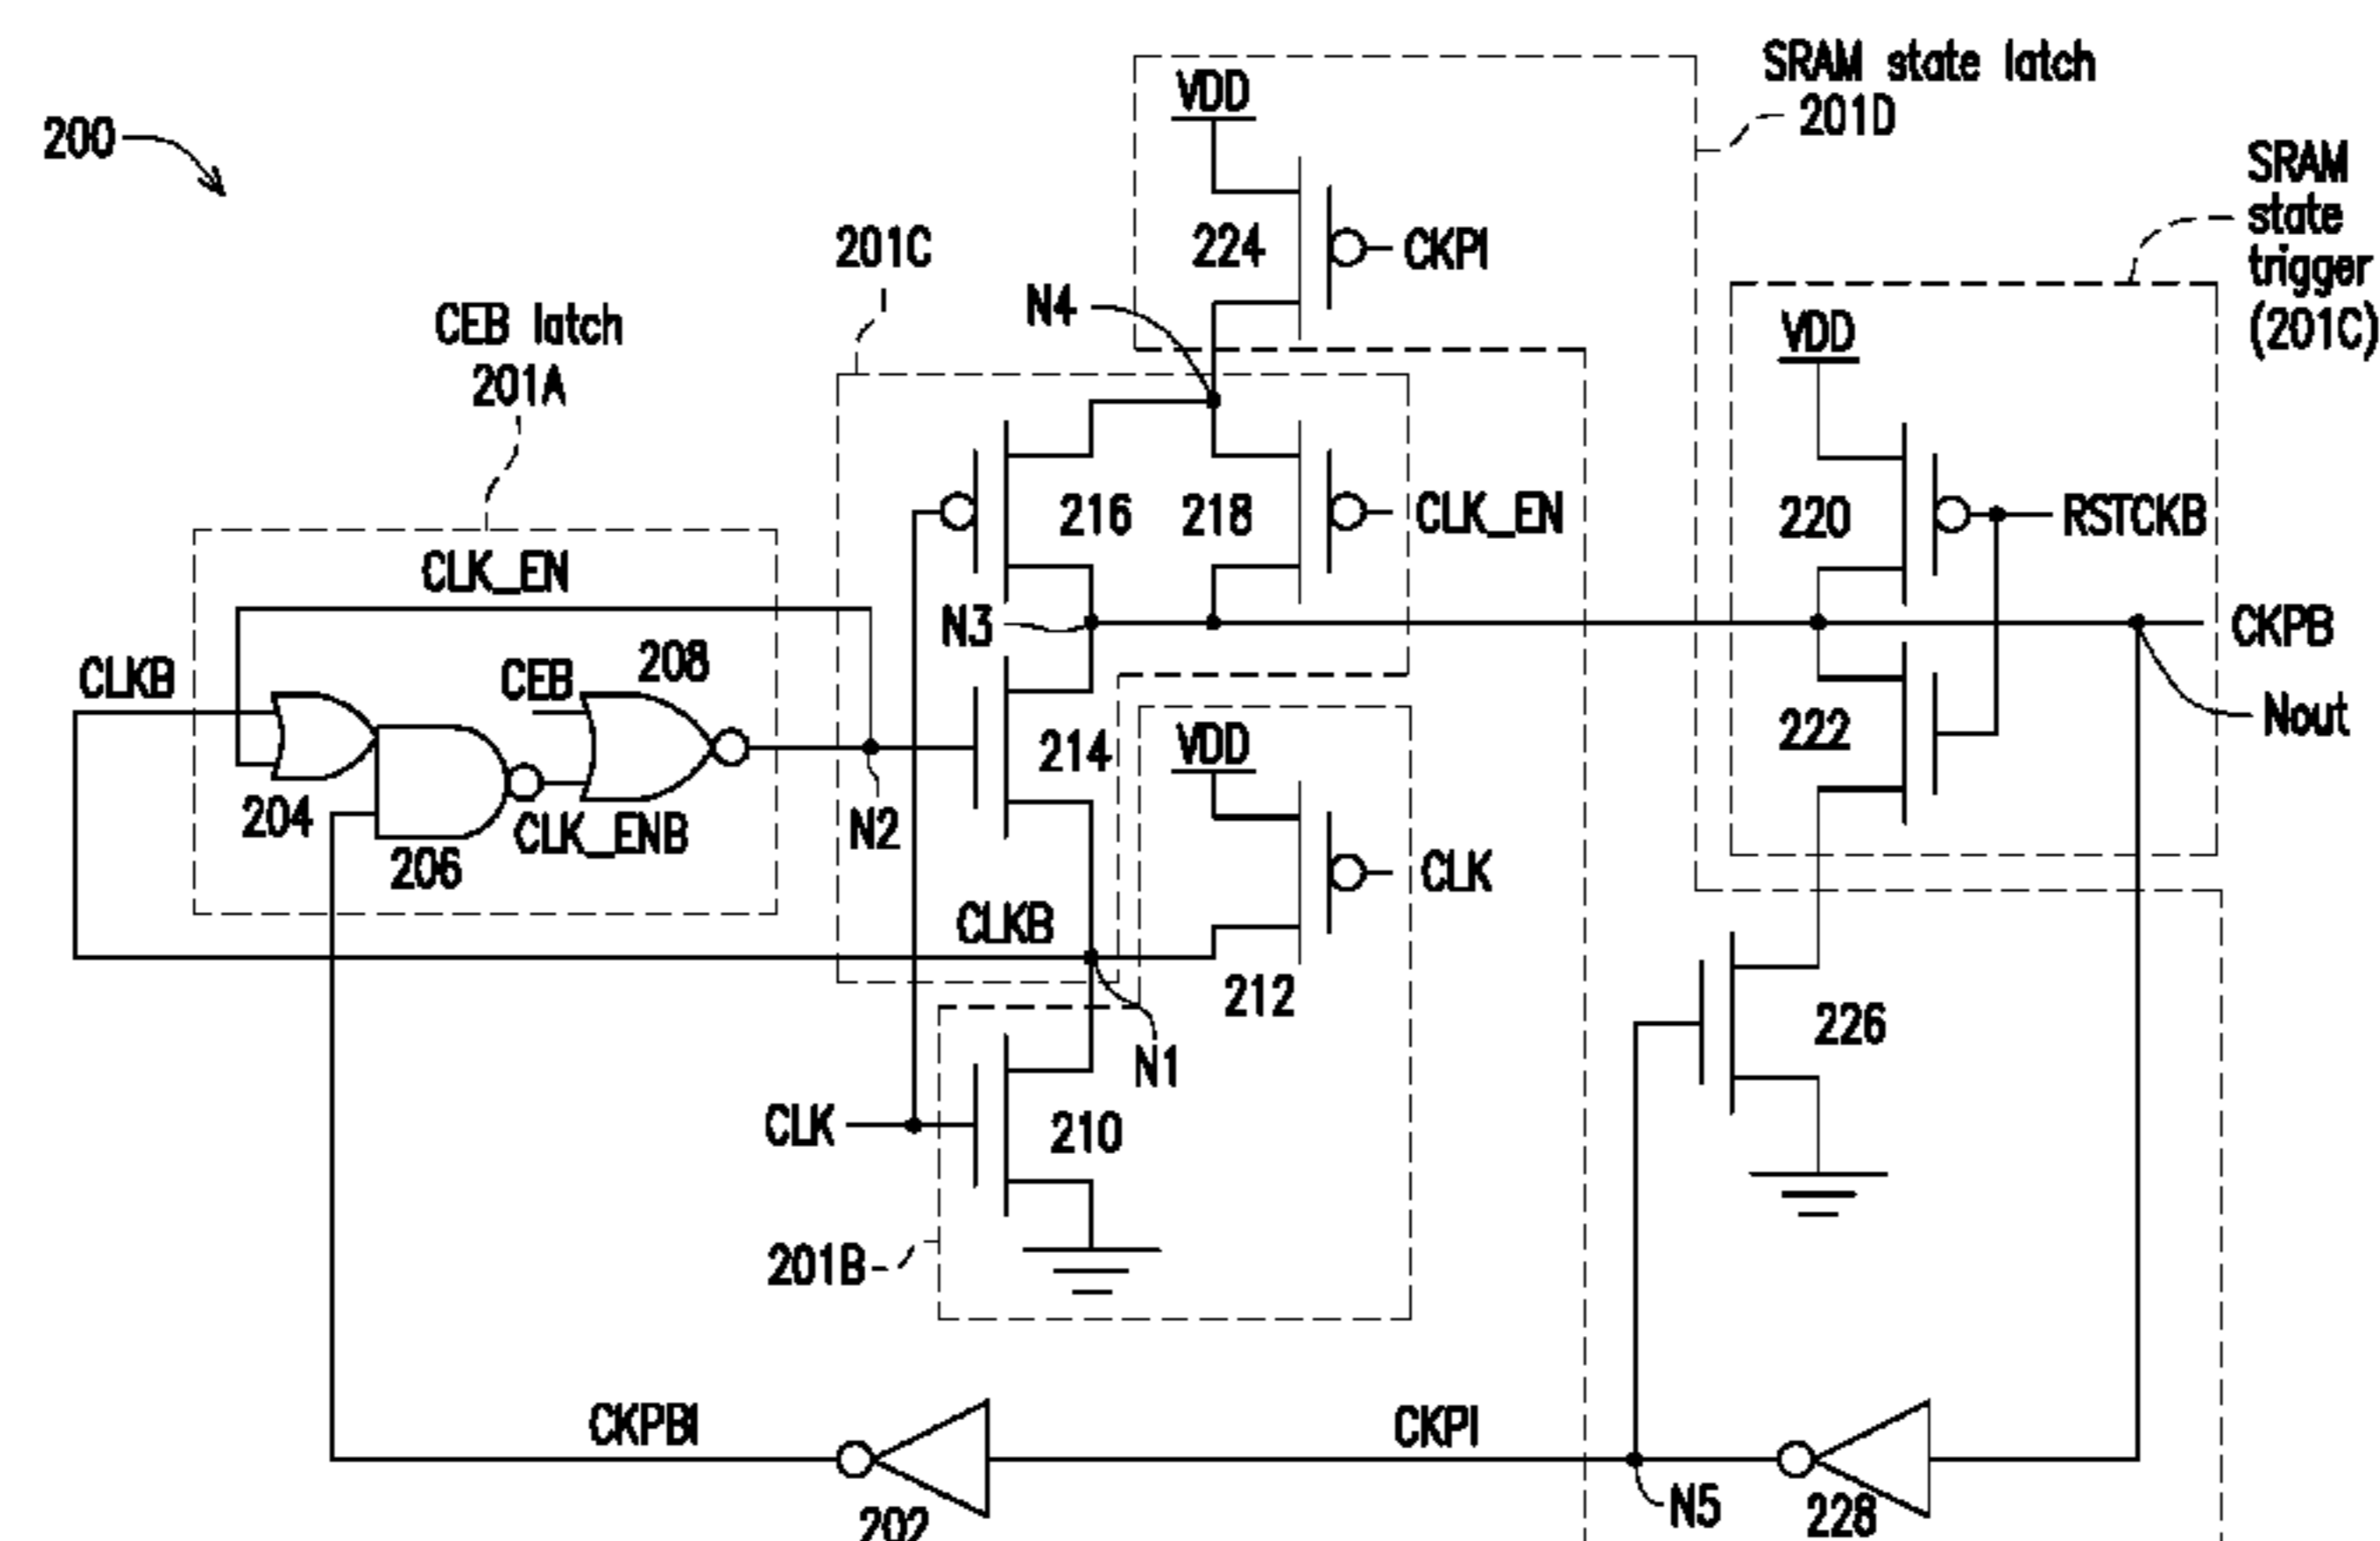 200
VDD
SRAM state latch
201D
SRAM
state
trigger
(201C)
201C
224
CKPI
N4
CEB latch
201A
VDD
216
218
CLK_EN
220
RSTCKB
CLK_EN
N3
CKPB
CLKB
CEB
208
VDD
222
Nout
214
204
CLK_ENB
N2
206
CLK
CLKB
212
226
N1
CLK
210
201B
CKPBI
CKPI
N5
202
228